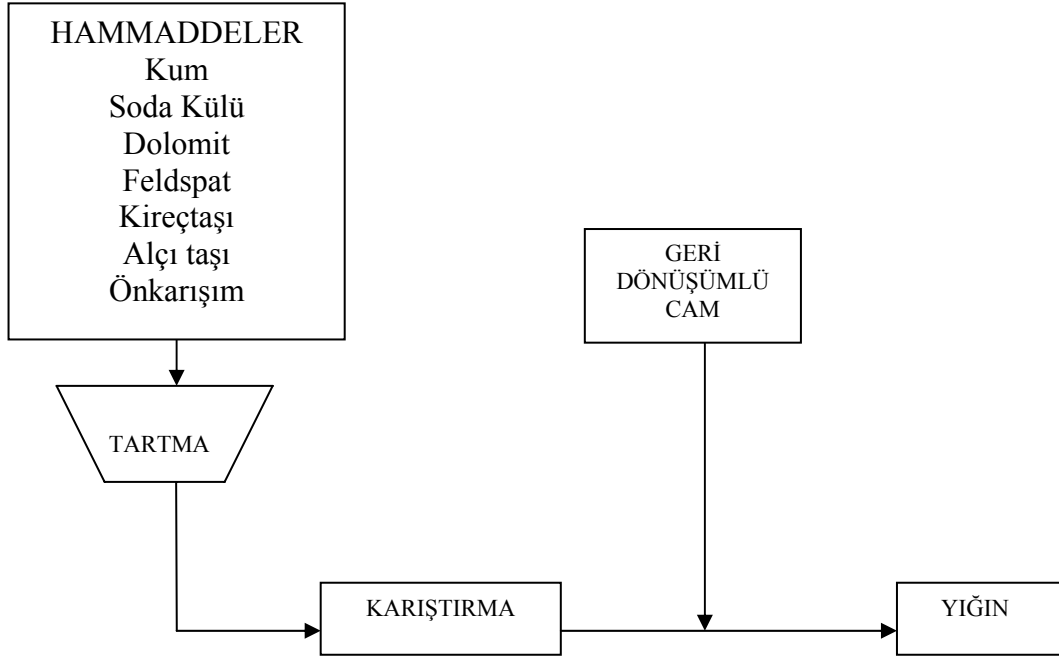 HAMMADDELER
Kum
Soda Külü
Dolomit
Feldspat
Kireçtaşı
Alçı taşı
Önkarışım
GERİ
DÖNÜŞÜMLÜ
CAM
TARTMA
KARIŞTIRMA
YIĞIN